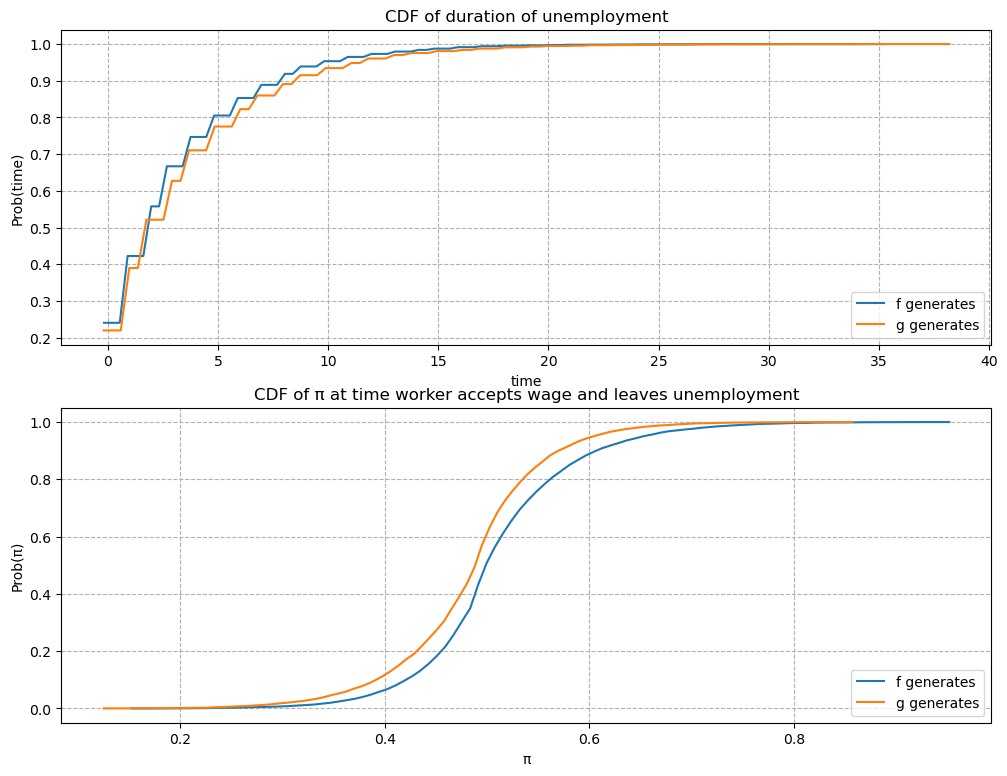 CDF of duration of unemployment
1.0
0.9
0.8
0.7
0.6
0.5
0.4
0.3
0.2
Prob(time)
f generates
g generates
0 5 10 15 20 25 30 35 40
time
CDF of π at time worker accepts wage and leaves unemployment
1.0
0.8
0.6
0.4
0.2
0.0
Prob(π)
f generates
g generates
0.2 0.4 0.6 0.8
π